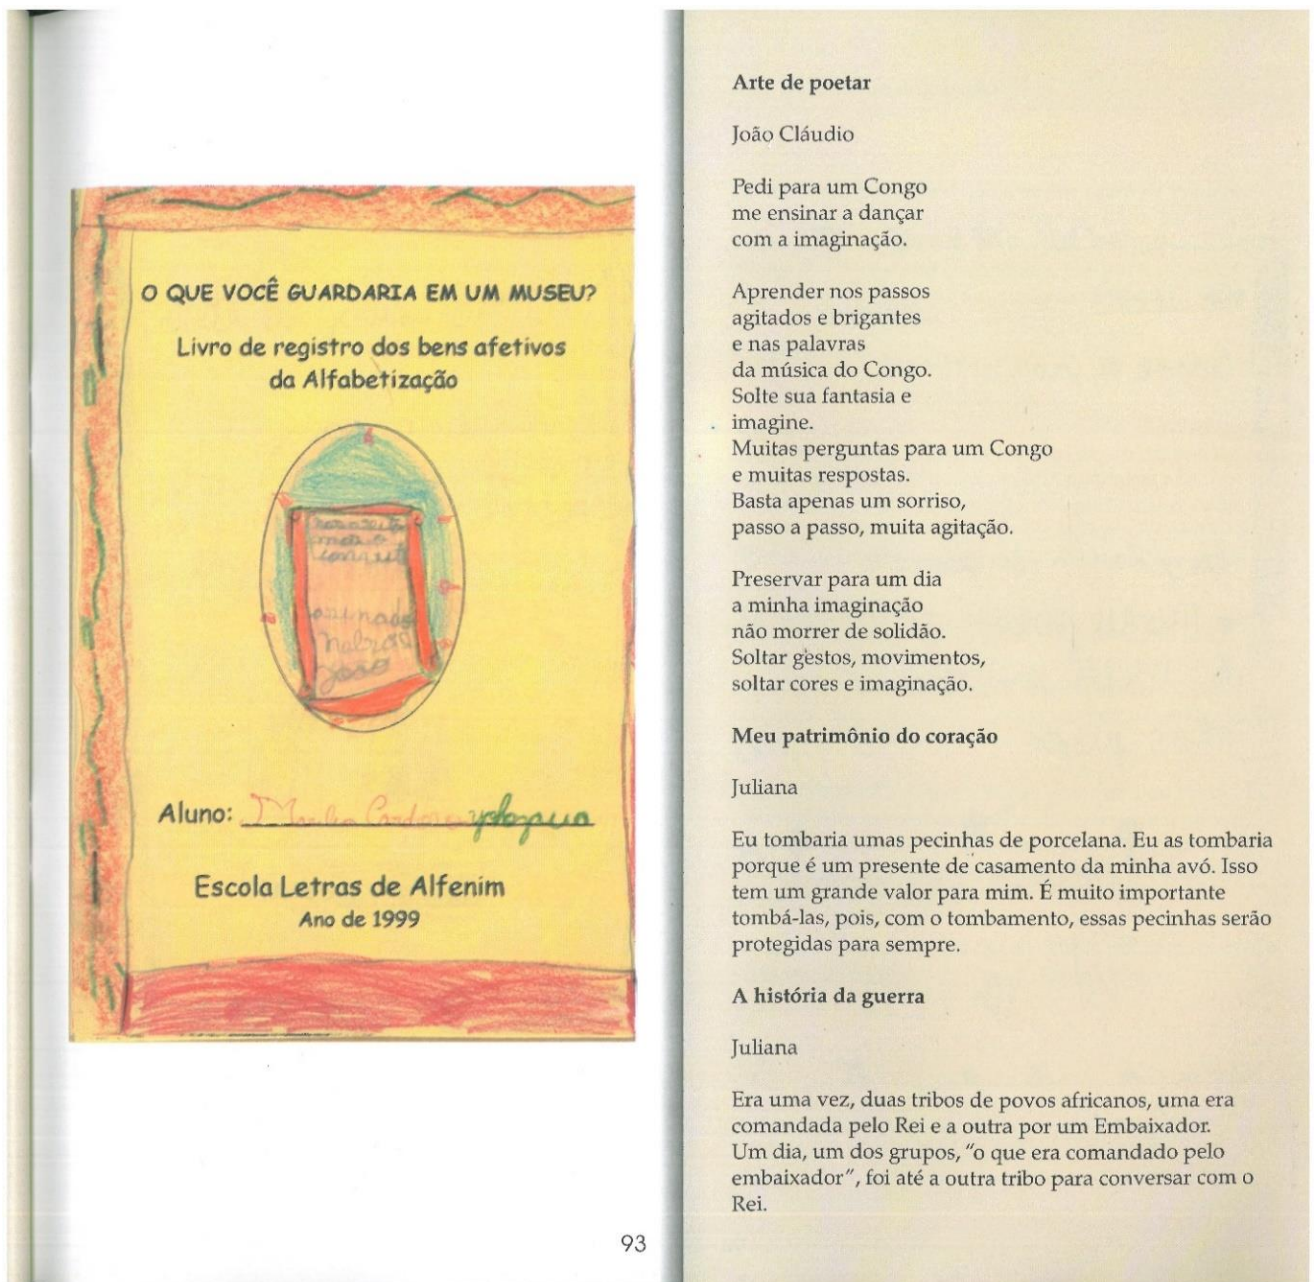 O QUE VOCÊ GUARDARIA EM UM MUSEU?
Livro de registro dos bens afetivos
da Alfabetização
João
Aluno:
Escola Letras de Alfenim
Ano de 1999
93
Arte de poetar
João Cláudio
Pedi para um Congo
me ensinar a dançar
com a imaginação.
Aprender nos passos
agitados e brigantes
e nas palavras
da música do Congo.
Solte sua fantasia e
imagine.
Muitas perguntas para um Congo
e muitas respostas.
Basta apenas um sorriso,
passo a passo, muita agitação.
Preservar para um dia
a minha imaginação
não morrer de solidão.
Soltar gestos, movimentos,
soltar cores e imaginação.
Meu patrimônio do coração
Juliana
Eu tombaria umas pecinhas de porcelana. Eu as tombaria
porque é um presente de casamento da minha avó. Isso
tem um grande valor para mim. É muito importante
tombá-las, pois, com o tombamento, essas pecinhas serão
protegidas para sempre.
A história da guerra
Juliana
Era uma vez, duas tribos de povos africanos, uma era
comandada pelo Rei e a outra por um Embaixador.
Um dia, um dos grupos, "o que era comandado pelo
embaixador", foi até a outra tribo para conversar com o
Rei.